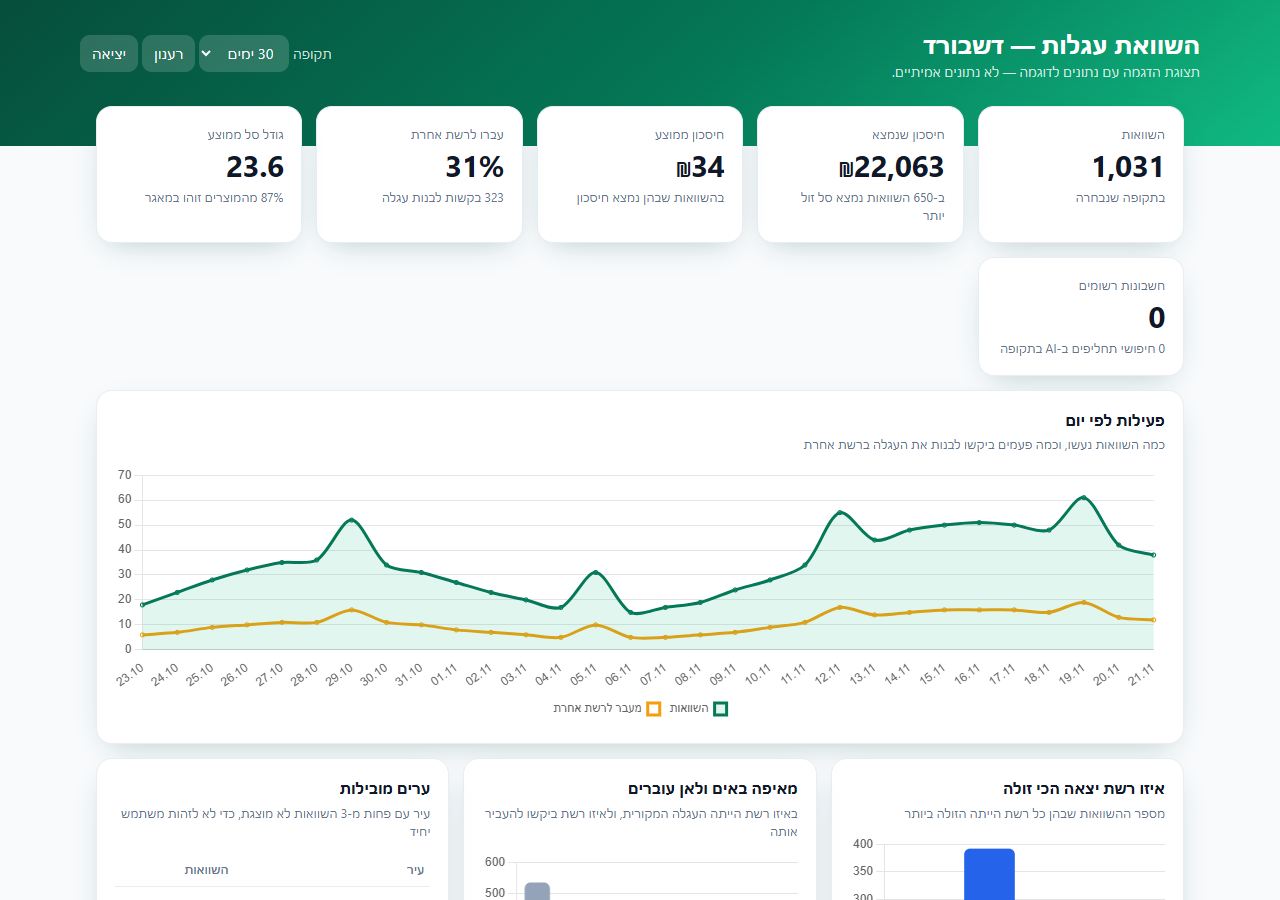 השוואת עגלות — דשבורד
תצוגת הדגמה עם נתונים לדוגמה — לא נתונים אמיתיים.
תקופה
30 ימים
רענון
יציאה
השוואות
1,031
בתקופה שנבחרה
חיסכון שנמצא
₪22,063
ב-650 השוואות נמצא סל זול
יותר
חיסכון ממוצע
₪34
בהשוואות שבהן נמצא חיסכון
עברו לרשת אחרת
31%
323 בקשות לבנות עגלה
גודל סל ממוצע
23.6
87% מהמוצרים זוהו במאגר
חשבונות רשומים
0
0 חיפושי תחליפים ב-AI בתקופה
פעילות לפי יום
כמה השוואות נעשו, וכמה פעמים ביקשו לבנות את העגלה ברשת אחרת
70
60
50
40
30
20
10
0
23.10 24.10 25.10 26.10 27.10 28.10 29.10 30.10 31.10 01.11 02.11 03.11 04.11 05.11 06.11 07.11 08.11 09.11 10.11 11.11 12.11 13.11 14.11 15.11 16.11 17.11 18.11 19.11 20.11 21.11
השוואות
מעבר לרשת אחרת
איזו רשת יצאה הכי זולה
מספר ההשוואות שבהן כל רשת הייתה הזולה ביותר
400
350
300
מאיפה באים ולאן עוברים
באיזו רשת הייתה העגלה המקורית, ולאיזו רשת ביקשו להעביר
אותה
600
500
ערים מובילות
עיר עם פחות מ-3 השוואות לא מוצגת, כדי לא לזהות משתמש
יחיד
עיר
השוואות